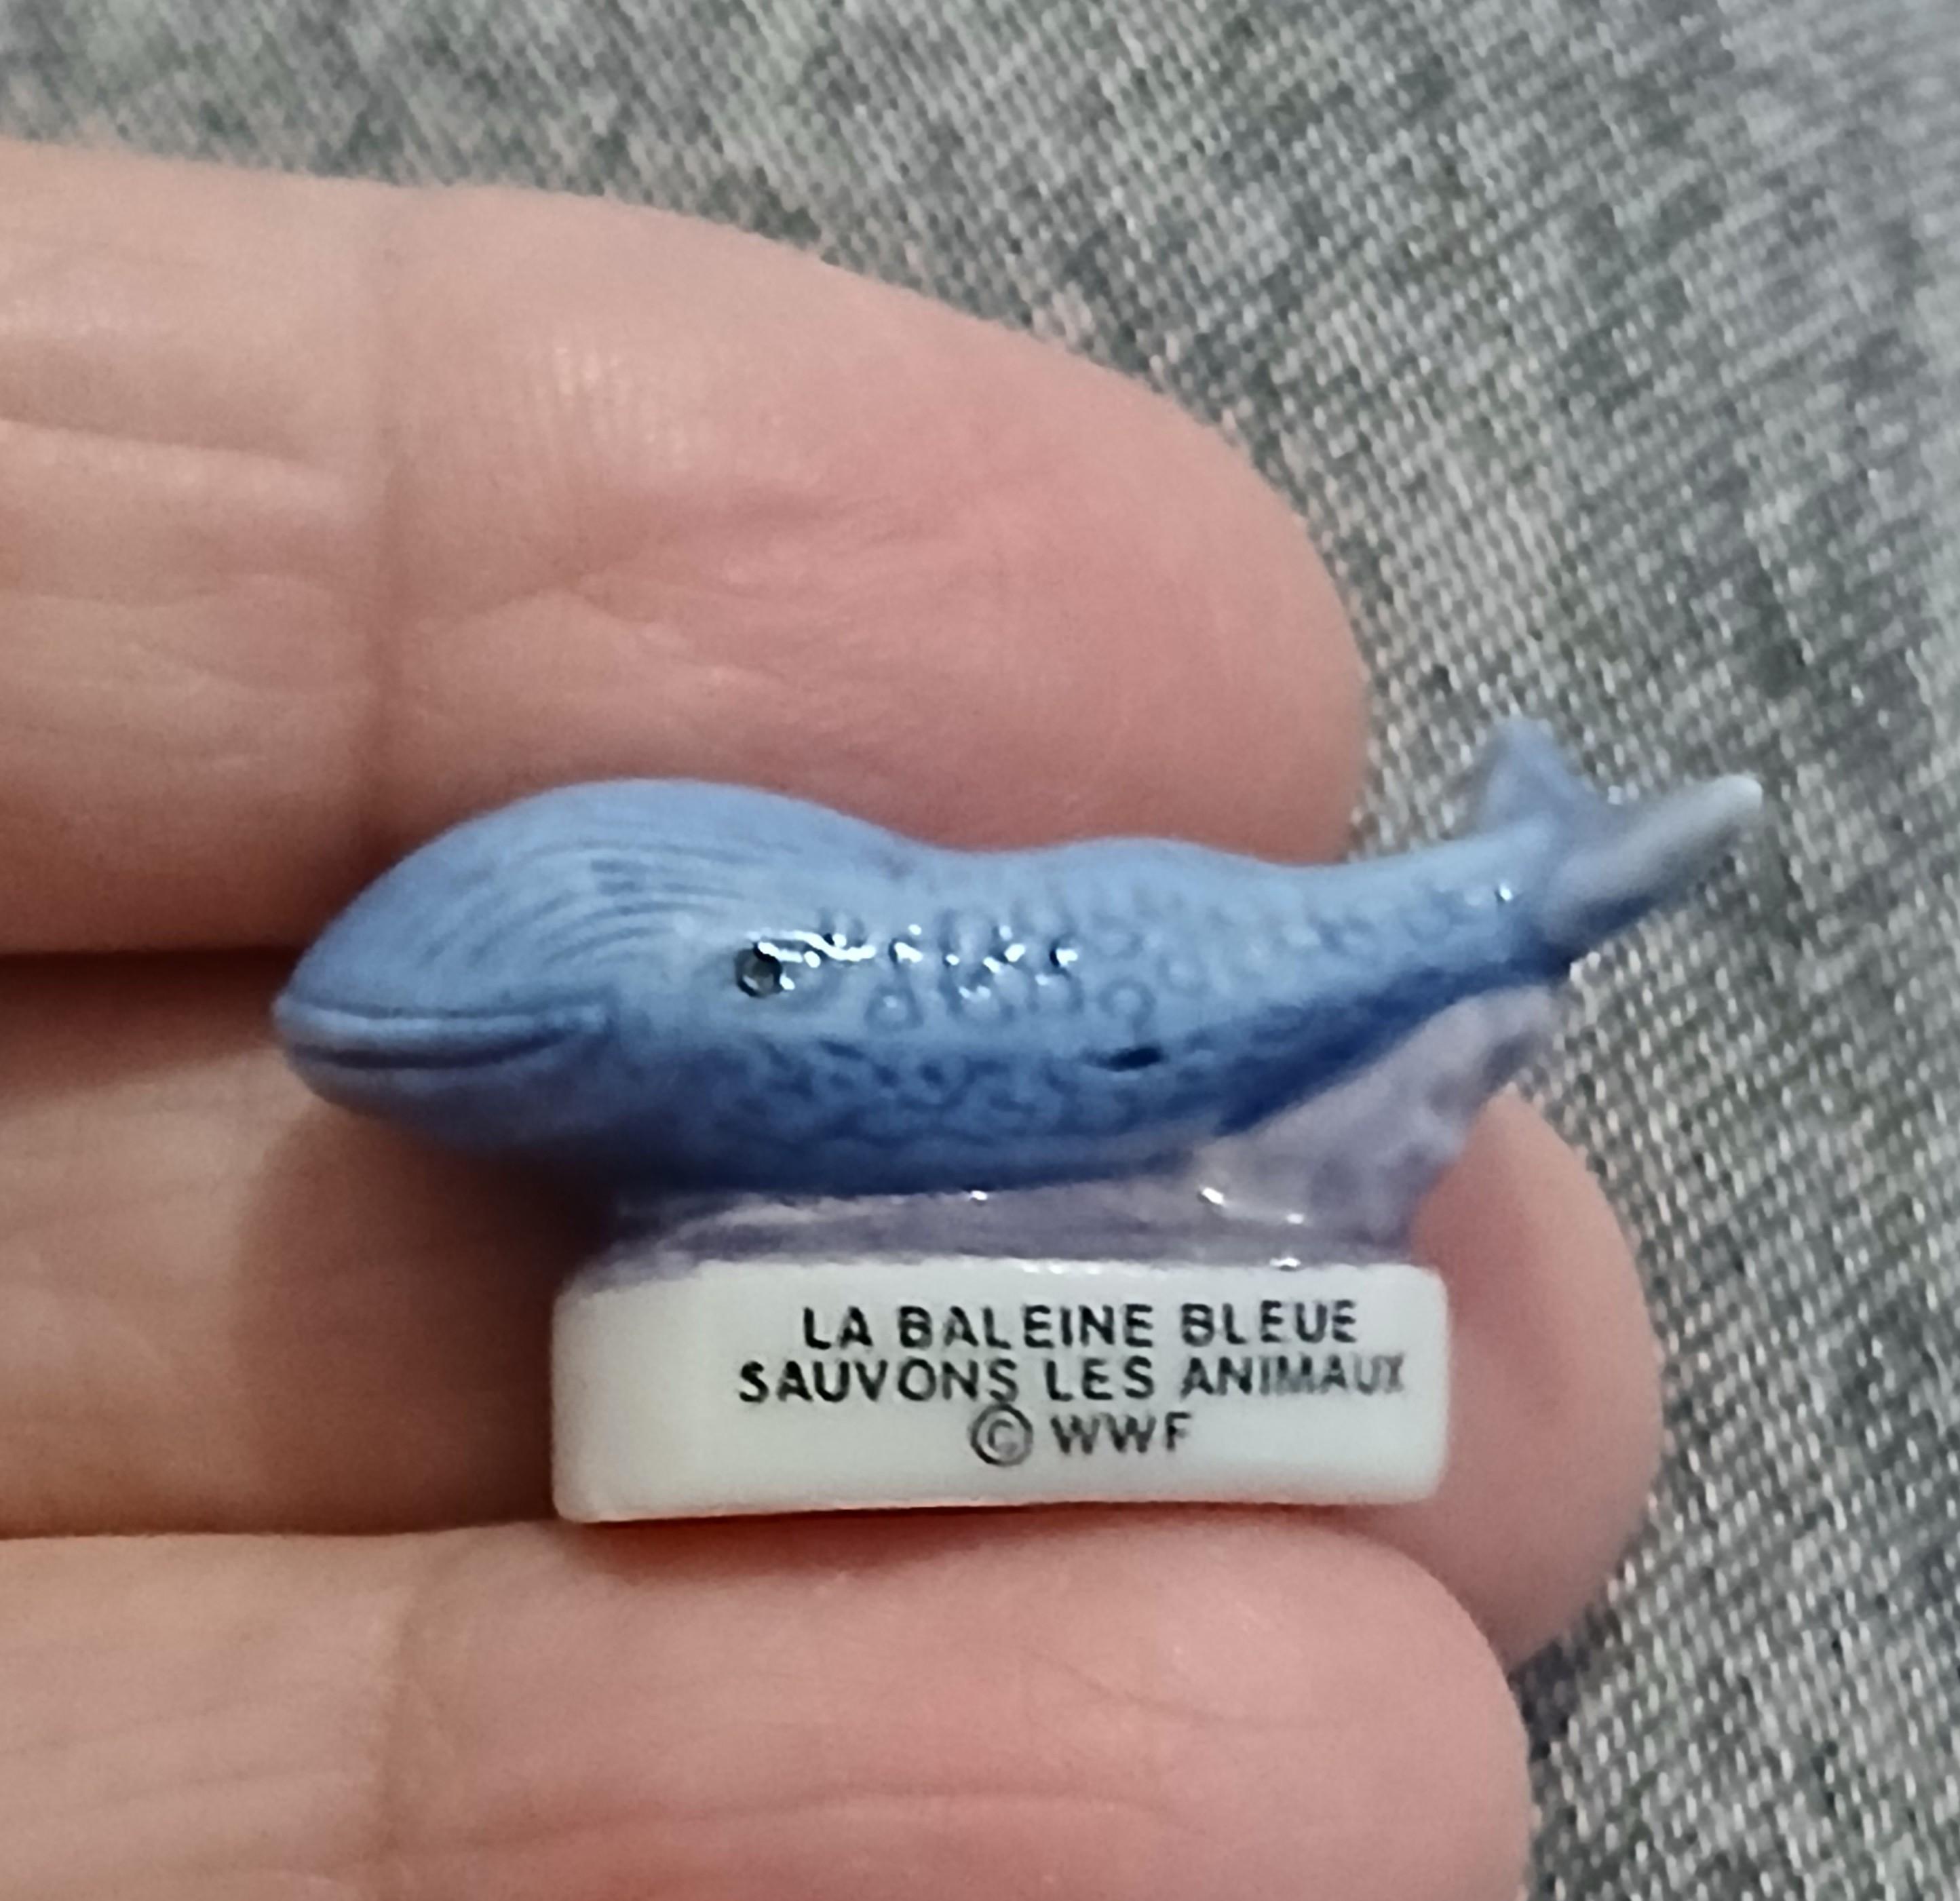 LA BALEINE BLEUE
SAUVONS LES ANIMAUX
© WWF